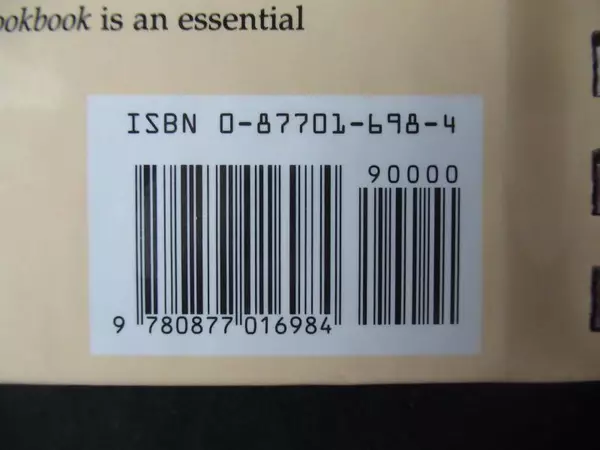 ookbook is an essential
ISBN 0-87701-698-4
90000
9 780877 016984